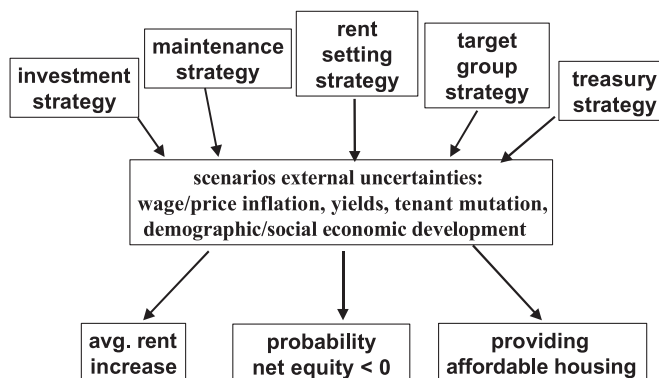 investment
strategy
maintenance
strategy
rent
setting
strategy
target
group
strategy
treasury
strategy
scenarios external uncertainties:
wage/price inflation, yields, tenant mutation,
demographic/social economic development
avg. rent
increase
probability
net equity < 0
providing
affordable housing